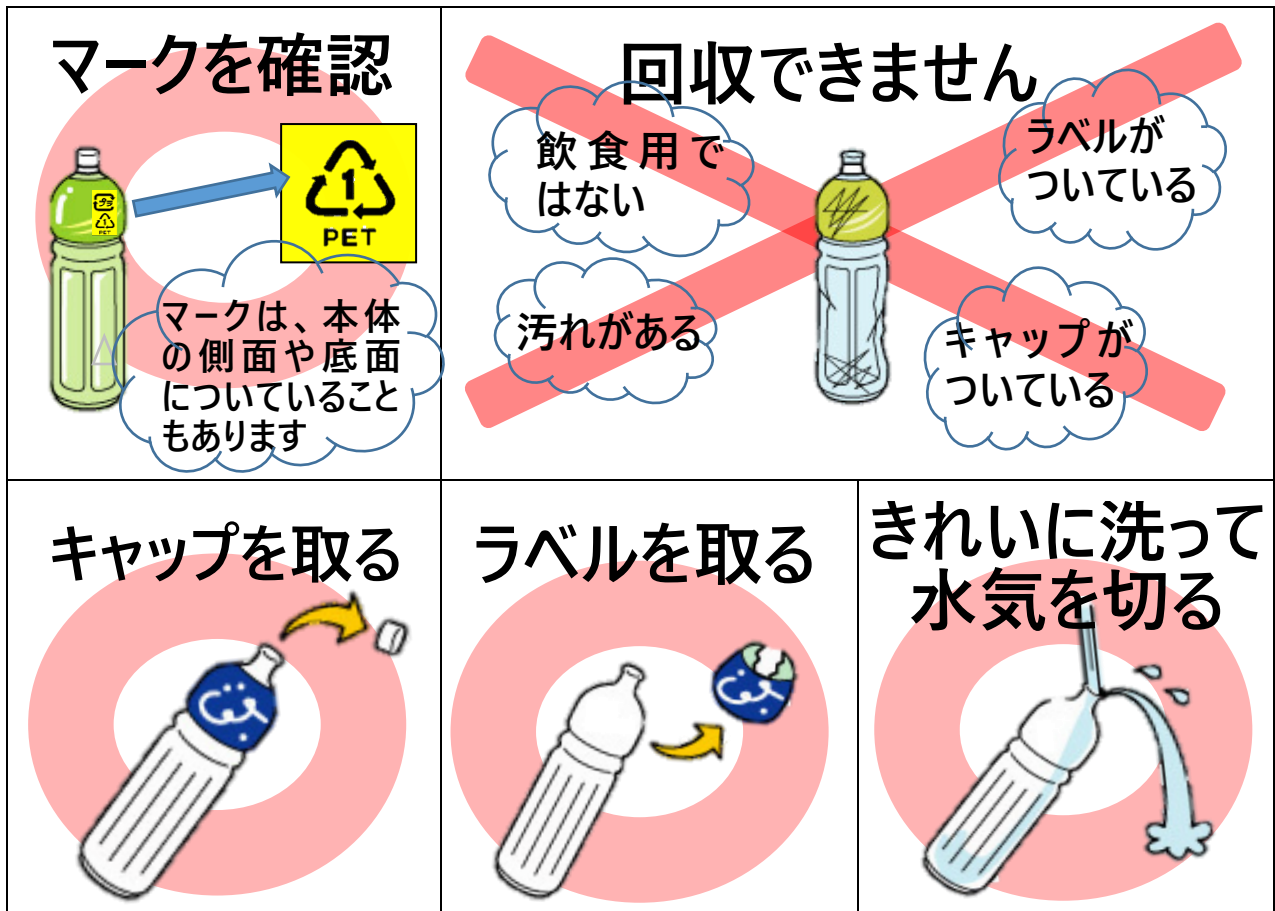 マークを確認
1
PET
プラ
1
PET
マークは、本体
の側面や底面
についていること
もあります
回収できません
飲食用で
はない
ラベルが
ついている
汚れがある
キャップが
ついている
キャップを取る
ラベルを取る
きれいに洗って
水気を切る